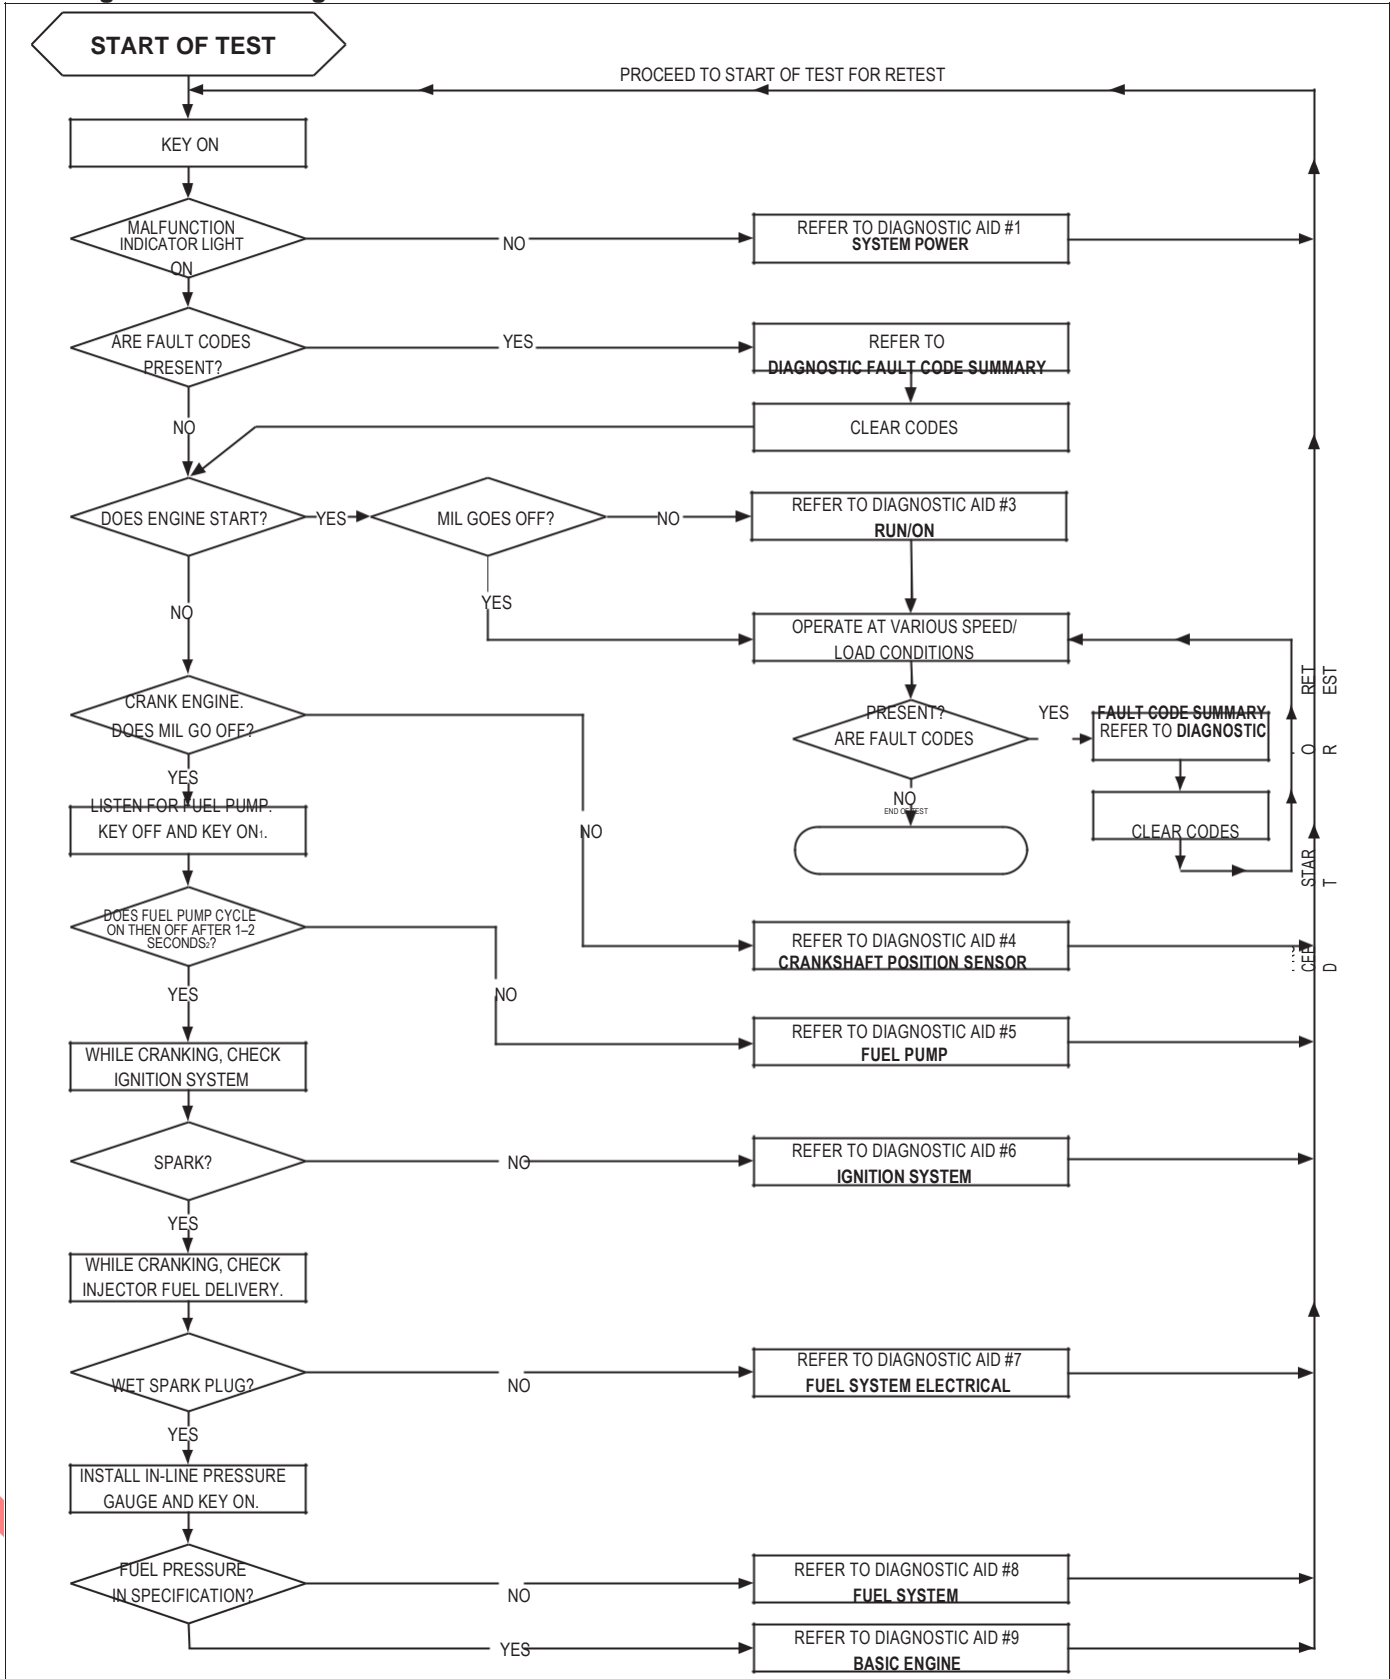 START OF TEST
PROCEED TO START OF TEST FOR RETEST
KEY ON
MALFUNCTION
INDICATOR LIGHT
ON
NO
REFER TO DIAGNOSTIC AID #1
SYSTEM POWER
ARE FAULT CODES
PRESENT?
YES
REFER TO
DIAGNOSTIC FAULT CODE SUMMARY
NO
CLEAR CODES
DOES ENGINE START?
YES
MIL GOES OFF?
NO
REFER TO DIAGNOSTIC AID #3
RUN/ON
NO
YES
OPERATE AT VARIOUS SPEED/
LOAD CONDITIONS
CRANK ENGINE.
DOES MIL GO OFF?
PRESENT?
ARE FAULT CODES
YES
FAULT CODE SUMMARY
REFER TO DIAGNOSTIC
RET
EST
O
R
YES
LISTEN FOR FUEL PUMP.
KEY OFF AND KEY ON1.
NO
NO
END OF TEST
CLEAR CODES
STAR
T
DOES FUEL PUMP CYCLE
ON THEN OFF AFTER 1–2
SECONDS2?
REFER TO DIAGNOSTIC AID #4
CRANKSHAFT POSITION SENSOR
D
YES
NO
REFER TO DIAGNOSTIC AID #5
FUEL PUMP
WHILE CRANKING, CHECK
IGNITION SYSTEM
SPARK?
NO
REFER TO DIAGNOSTIC AID #6
IGNITION SYSTEM
YES
WHILE CRANKING, CHECK
INJECTOR FUEL DELIVERY.
WET SPARK PLUG?
NO
REFER TO DIAGNOSTIC AID #7
FUEL SYSTEM ELECTRICAL
YES
INSTALL IN-LINE PRESSURE
GAUGE AND KEY ON.
FUEL PRESSURE
IN SPECIFICATION?
NO
REFER TO DIAGNOSTIC AID #8
FUEL SYSTEM
YES
REFER TO DIAGNOSTIC AID #9
BASIC ENGINE